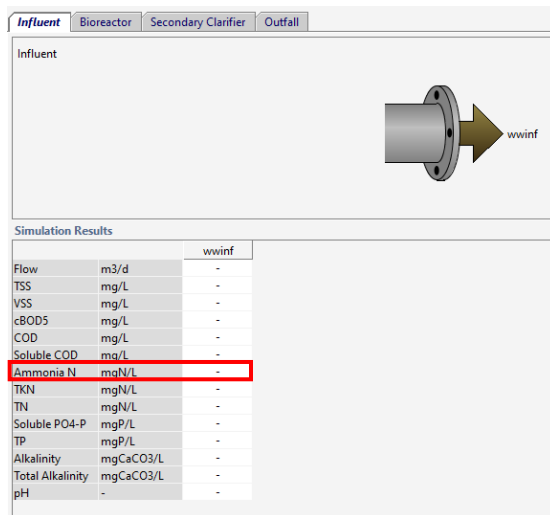 Influent Bioreactor Secondary Clarifier Outfall
Influent
wwinf
Simulation Results
wwinf
Flow m3/d -
TSS mg/L -
VSS mg/L -
cBOD5 mg/L -
COD mg/L -
Soluble COD mg/L -
Ammonia N mgN/L -
TKN mgN/L -
TN mgN/L -
Soluble PO4-P mgP/L -
TP mgP/L -
Alkalinity mgCaCO3/L -
Total Alkalinity mgCaCO3/L -
pH - -